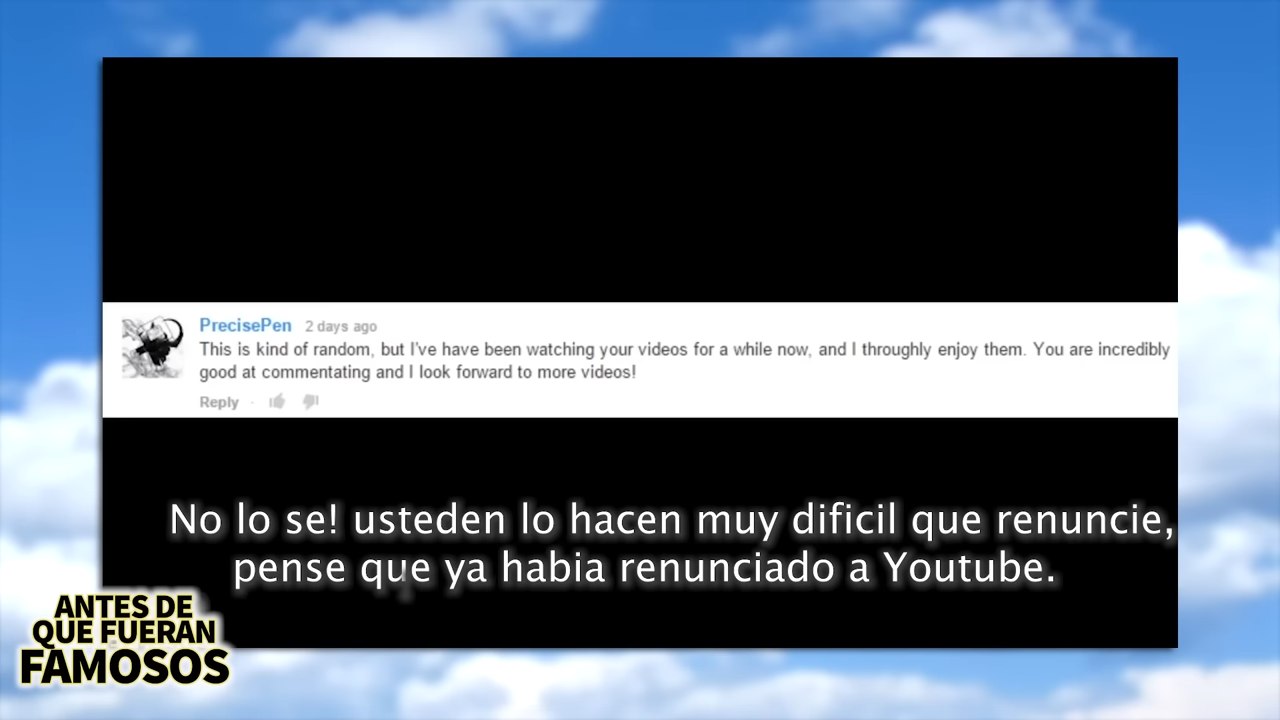 PrecisePen 2 days ago
This is kind of random, but I've have been watching your videos for a while now, and I throughly enjoy them. You are incredibly
good at commentating and I look forward to more videos!
Reply ·
No lo se! usteden lo hacen muy dificil que renuncie,
pense que ya habia renunciado a Youtube.
ANTES DE
QUE FUERAN
FAMOSOS